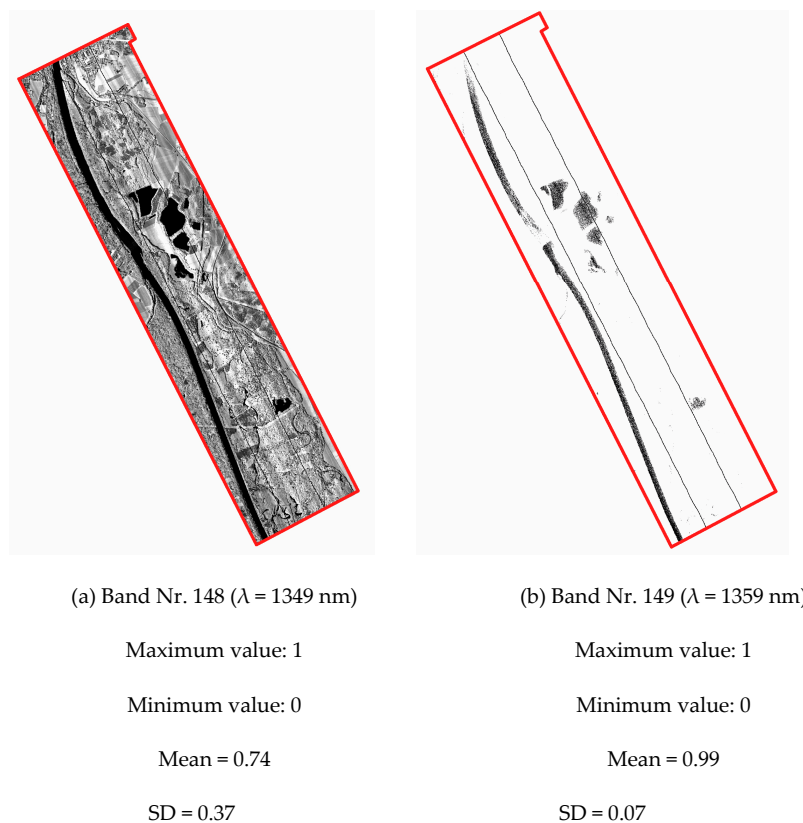 (a) Band Nr. 148 (λ = 1349 nm)
Maximum value: 1
Minimum value: 0
Mean = 0.74
SD = 0.37
(b) Band Nr. 149 (λ = 1359 nm)
Maximum value: 1
Minimum value: 0
Mean = 0.99
SD = 0.07